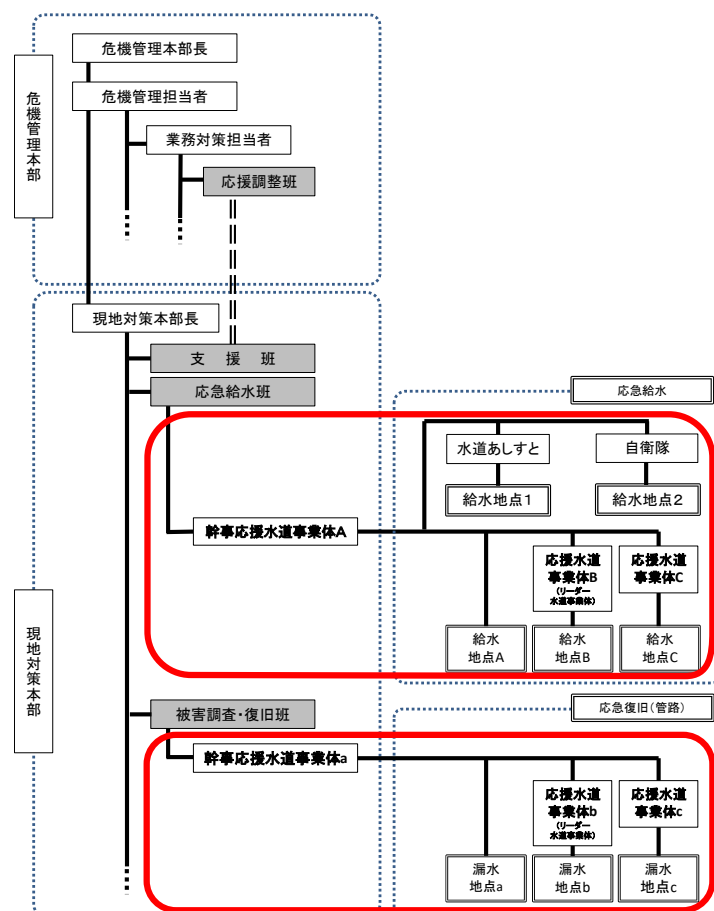 危機管理本部
危機管理本部長
危機管理担当者
業務対策担当者
応援調整班
現地対策本部
現地対策本部長
支　援　班
応急給水班
応急給水
水道あしすと
自衛隊
給水地点1
給水地点2
幹事応援水道事業体A
応援水道
事業体B
(リーダー
水道事業体)
応援水道
事業体C
給水
地点A
給水
地点B
給水
地点C
被害調査・復旧班
応急復旧(管路)
幹事応援水道事業体a
応援水道
事業体b
(リーダー
水道事業体)
応援水道
事業体c
漏水
地点a
漏水
地点b
漏水
地点c